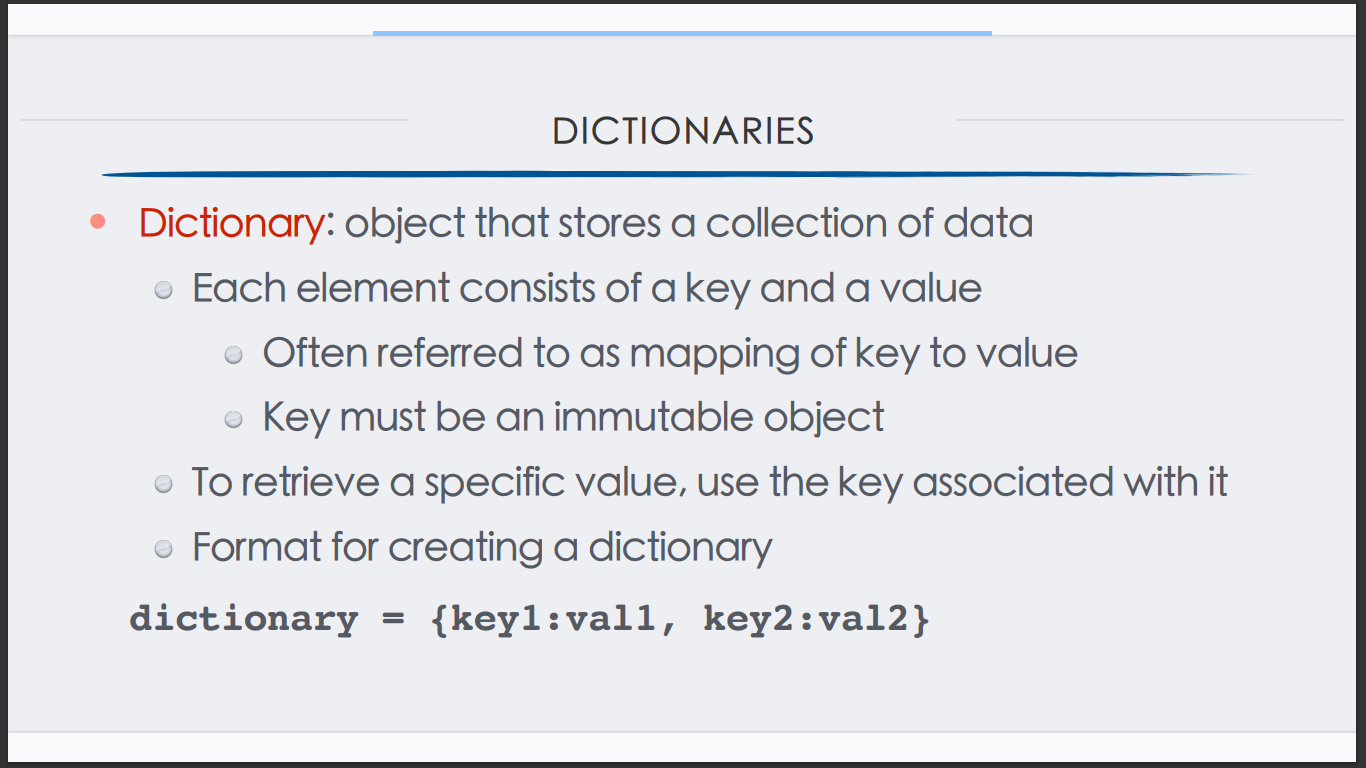 DICTIONARIES
Dictionary: object that stores a collection of data
Each element consists of a key and a value
Often referred to as mapping of key to value
Key must be an immutable object
To retrieve a specific value, use the key associated with it
Format for creating a dictionary
dictionary = {key1:val1, key2:val2}